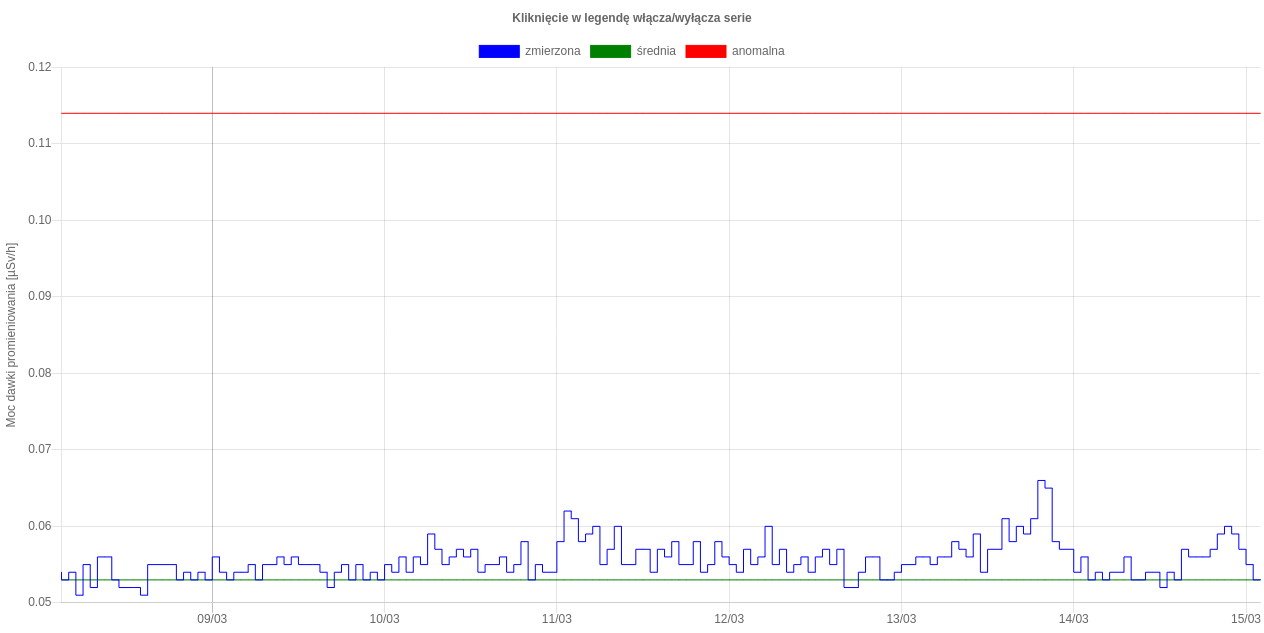 Kliknięcie w legendę włącza/wyłącza serie
zmierzona średnia anomalna
0.12
0.11
0.10
0.09
0.08
0.07
0.06
0.05
Moc dawki promieniowania [µSv/h]
09/03 10/03 11/03 12/03 13/03 14/03 15/03